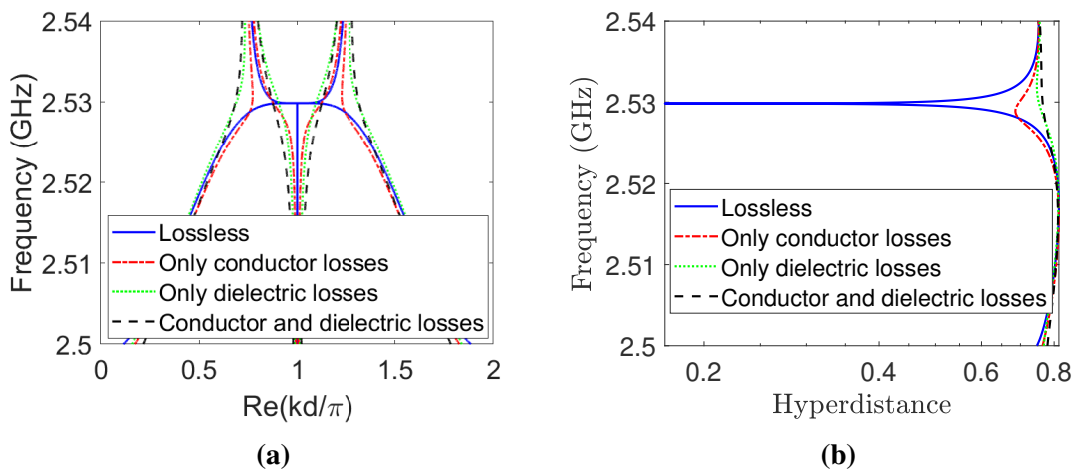 2.54
2.53
2.52
2.51
2.5
Frequency (GHz)
Lossless
Only conductor losses
Only dielectric losses
Conductor and dielectric losses
0 0.5 1 1.5 2
Re(kd/π)
(a)
2.54
2.53
2.52
2.51
2.5
Frequency (GHz)
Lossless
Only conductor losses
Only dielectric losses
Conductor and dielectric losses
0.2 0.4 0.6 0.8
Hyperdistance
(b)